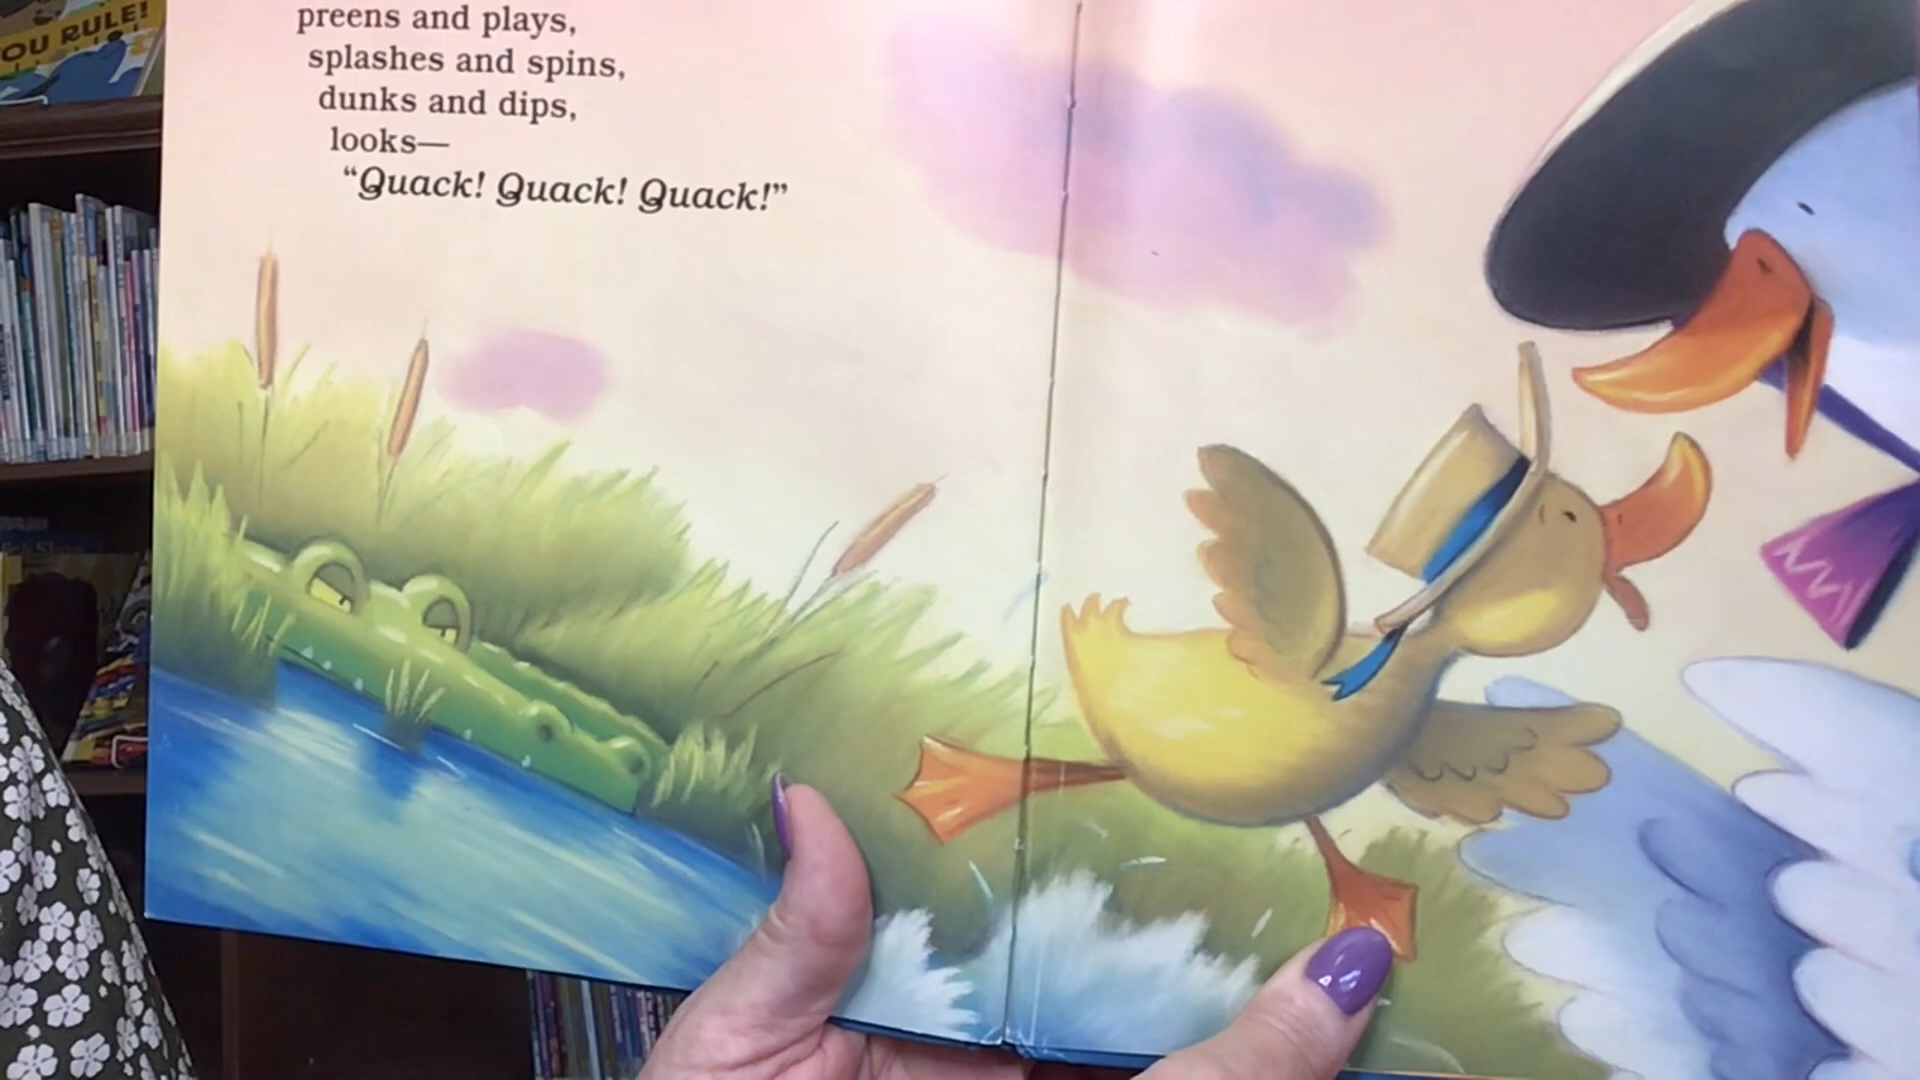 OU RULE!
preens and plays,
splashes and spins,
dunks and dips,
looks—
“Quack! Quack! Quack!”